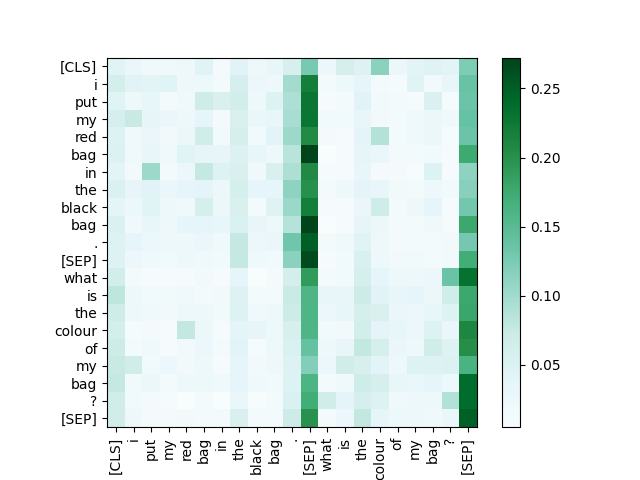 [CLS]
i
put
my
red
bag
in
the
black
bag
.
[SEP]
what
is
the
colour
of
my
bag
?
[SEP]
[CLS] i put my red bag in the black bag . [SEP] what is the colour of my bag ? [SEP]
0.25
0.20
0.15
0.10
0.05